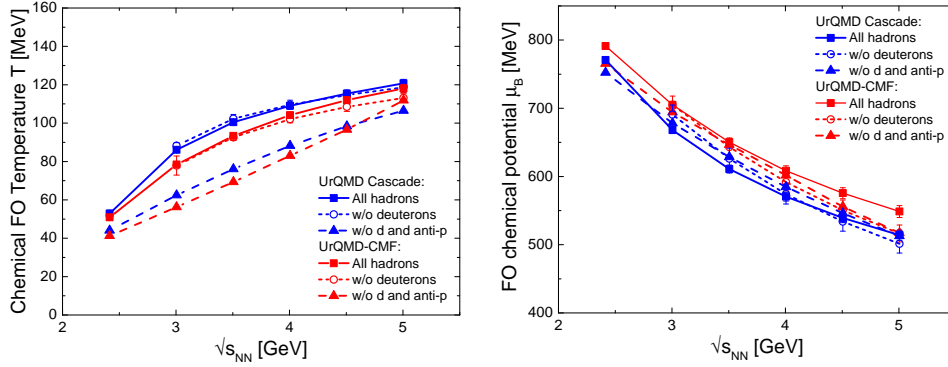 160
140
120
100
80
60
40
20
0
Chemical FO Temperature T [MeV]
UrQMD Cascade:
All hadrons
w/o deuterons
w/o d and anti-p
UrQMD-CMF:
All hadrons
w/o deuterons
w/o d and anti-p
2 3 4 5
√s_NN [GeV]
800
700
600
500
400
FO chemical potential μ_B [MeV]
UrQMD Cascade:
All hadrons
w/o deuterons
w/o d and anti-p
UrQMD-CMF:
All hadrons
w/o deuterons
w/o d and anti-p
2 3 4 5
√s_NN [GeV]